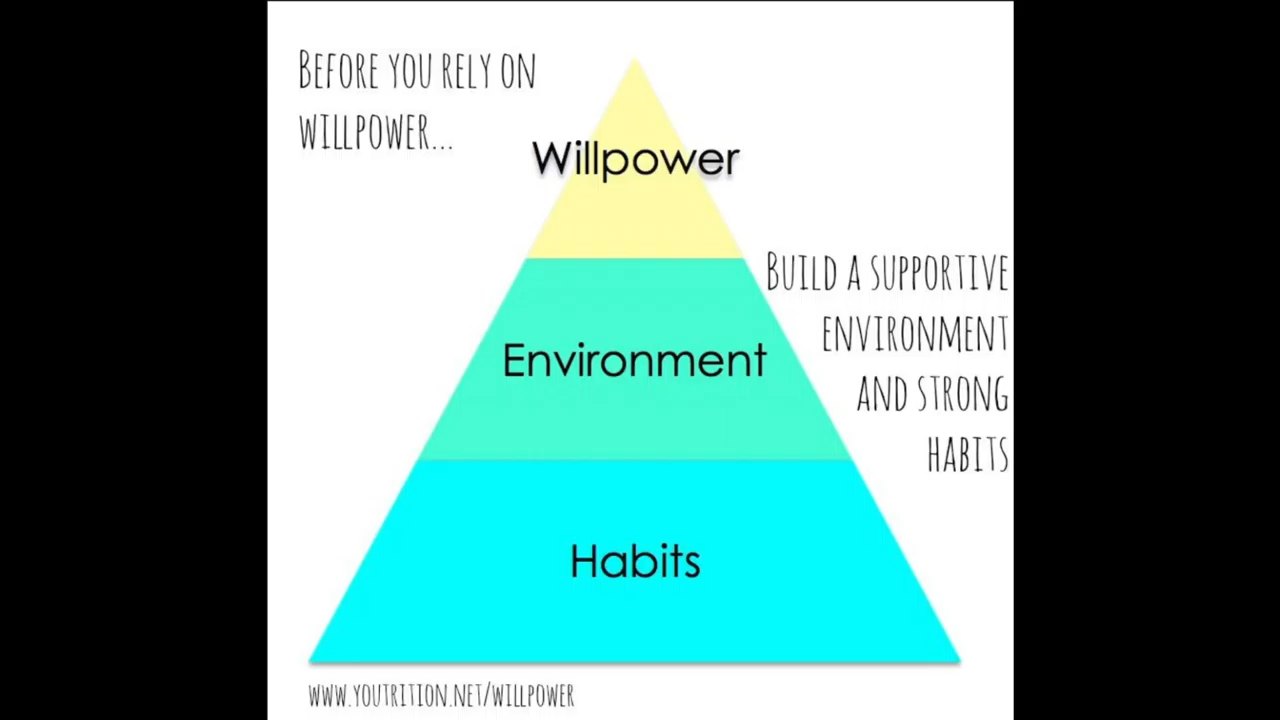 BEFORE YOU RELY ON
WILLPOWER...
Willpower
BUILD A SUPPORTIVE
ENVIRONMENT
AND STRONG
HABITS
Environment
Habits
WWW.YOUTRITION.NET/WILLPOWER